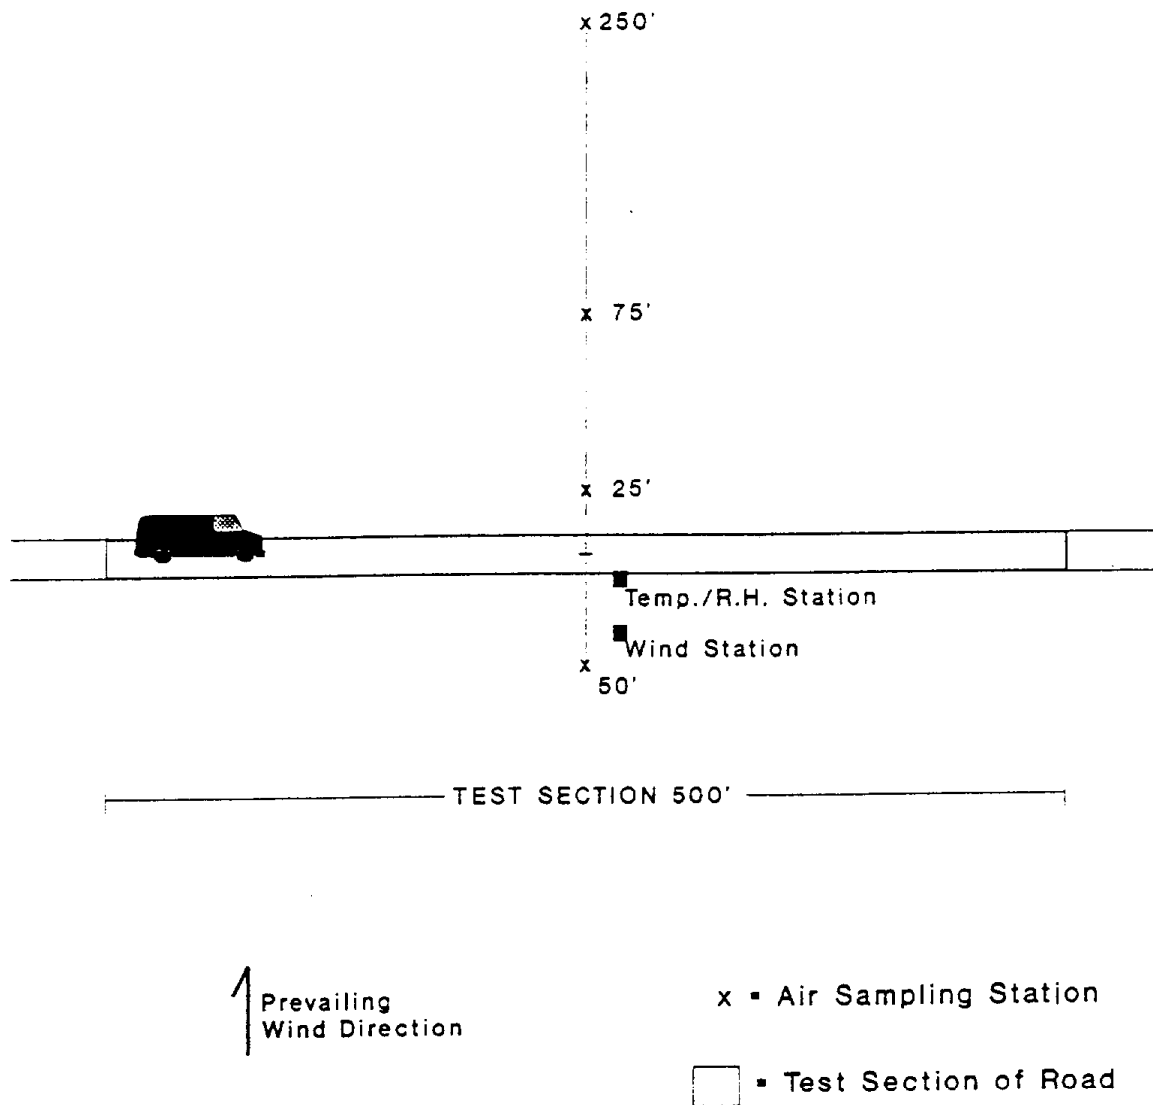 x 250'
x 75'
x 25'
Temp./R.H. Station
Wind Station
x
50'
TEST SECTION 500'
Prevailing
Wind Direction
x = Air Sampling Station
= Test Section of Road